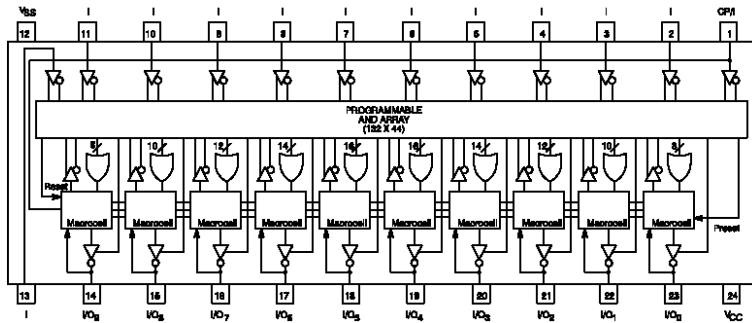 VSS I I I I I I I I I I CP/I
12 11 10 9 8 7 6 5 4 3 2 1
PROGRAMMABLE
AND ARRAY
(132 X 44)
8 10 12 14 16 16 14 12 10 8
Reset
Macrocell Macrocell Macrocell Macrocell Macrocell Macrocell Macrocell Macrocell Macrocell Macrocell
Preset
13 14 15 16 17 18 19 20 21 22 23 24
I I/O9 I/O8 I/O7 I/O6 I/O5 I/O4 I/O3 I/O2 I/O1 I/O0 VCC